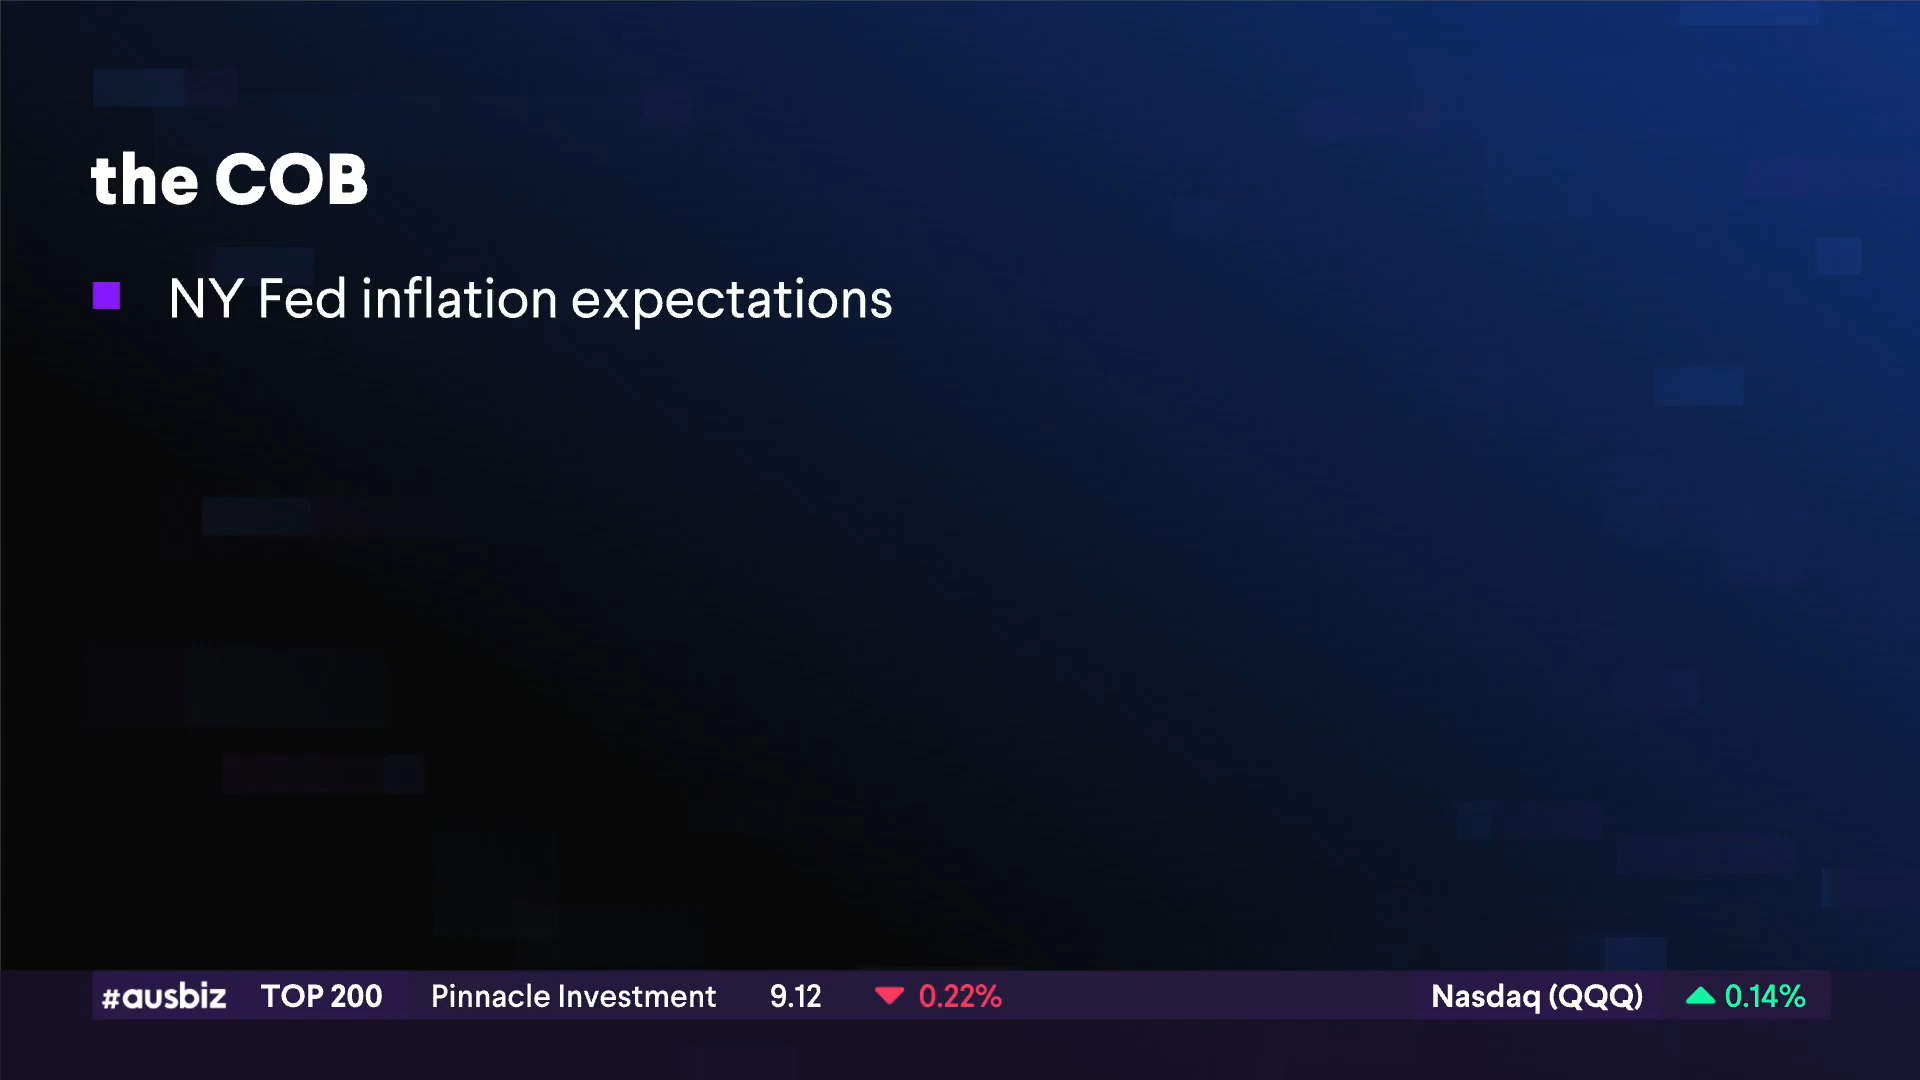 the COB
NY Fed inflation expectations
#ausbiz TOP 200 Pinnacle Investment 9.12 0.22% Nasdaq (QQQ) 0.14%